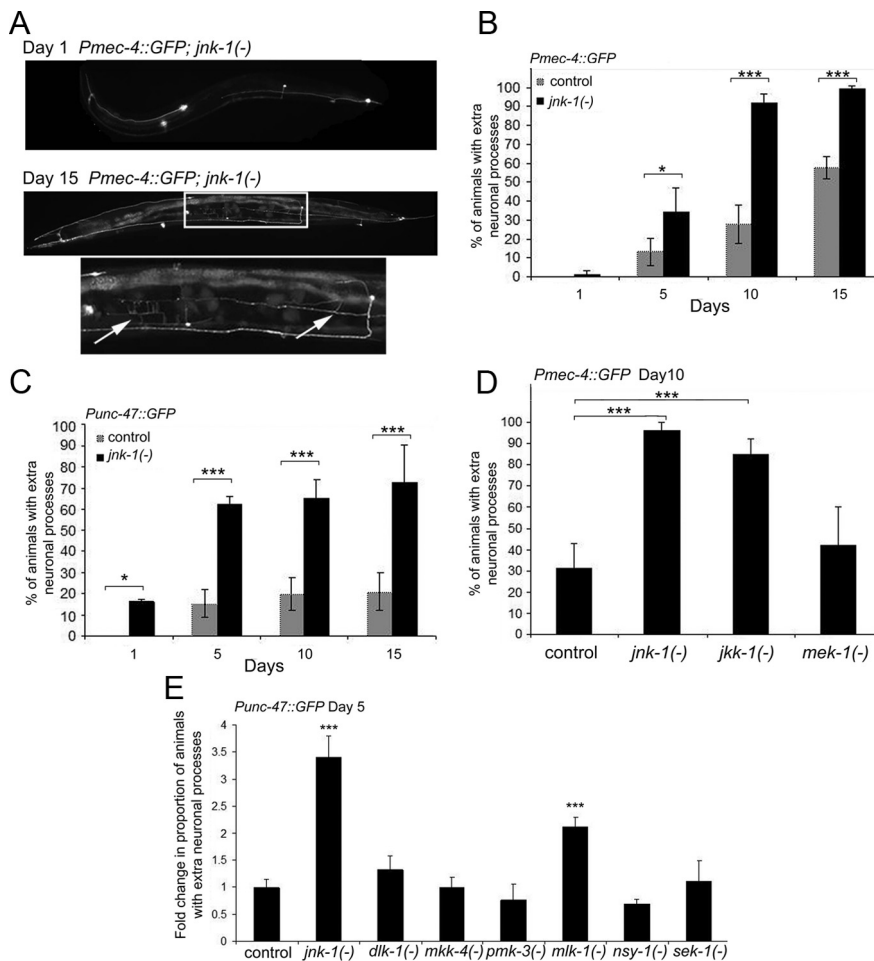 A
Day 1 Pmec-4::GFP; jnk-1(-)
Day 15 Pmec-4::GFP; jnk-1(-)
B
Pmec-4::GFP
control
jnk-1(-)
% of animals with extra
neuronal processes
100
90
80
70
60
50
40
30
20
10
0
*
***
***
1 5 10 15
Days
C
Punc-47::GFP
control
jnk-1(-)
% of animals with extra
neuronal processes
100
90
80
70
60
50
40
30
20
10
0
*
***
***
***
1 5 10 15
Days
D
Pmec-4::GFP Day10
% of animals with extra
neuronal processes
100
90
80
70
60
50
40
30
20
10
0
***
***
control jnk-1(-) jkk-1(-) mek-1(-)
E
Punc-47::GFP Day 5
Fold change in proportion of animals
with extra neuronal processes
4
3.5
3
2.5
2
1.5
1
0.5
0
***
***
control jnk-1(-) dlk-1(-) mkk-4(-) pmk-3(-) mlk-1(-) nsy-1(-) sek-1(-)